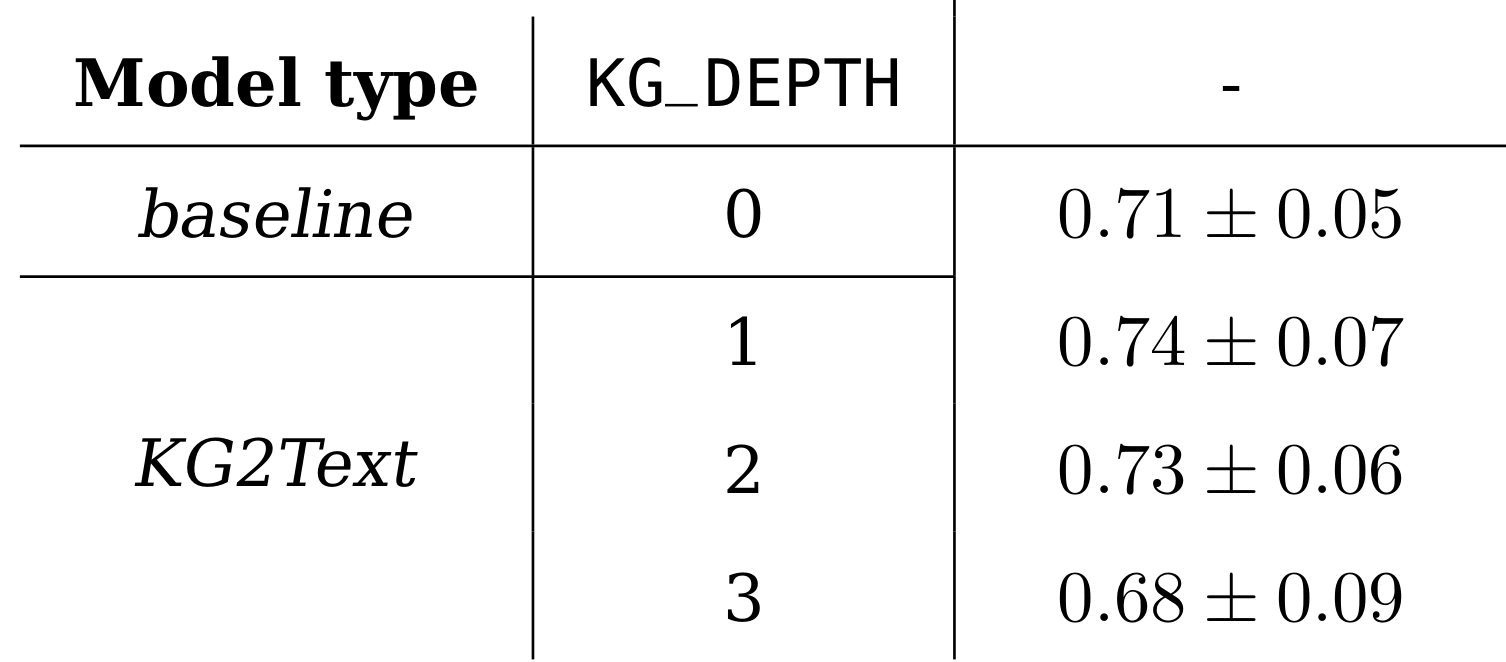 Model type KG_DEPTH -
baseline 0 0.71 ± 0.05
1 0.74 ± 0.07
KG2Text 2 0.73 ± 0.06
3 0.68 ± 0.09